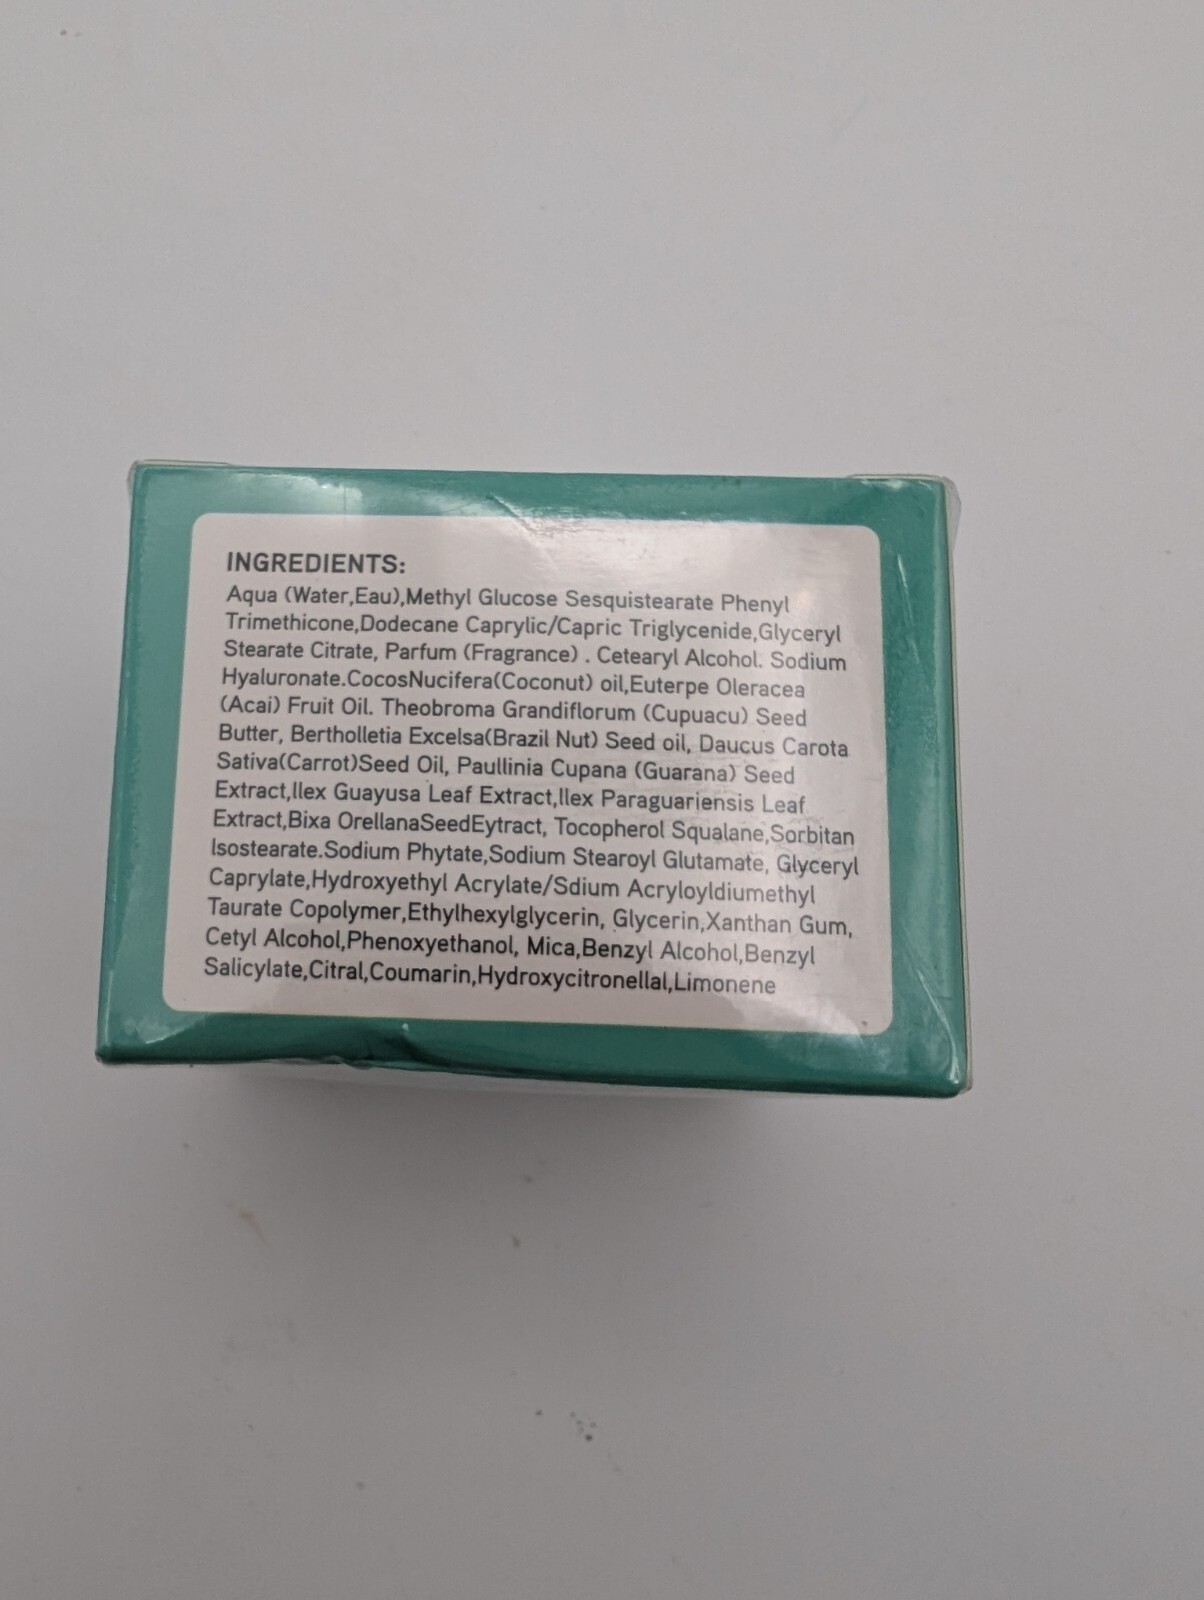 INGREDIENTS:
Aqua (Water,Eau),Methyl Glucose Sesquistearate Phenyl
Trimethicone,Dodecane Caprylic/Capric Triglycenide,Glyceryl
Stearate Citrate, Parfum (Fragrance) . Cetearyl Alcohol. Sodium
Hyaluronate.CocosNucifera(Coconut) oil,Euterpe Oleracea
(Acai) Fruit Oil. Theobroma Grandiflorum (Cupuacu) Seed
Butter, Bertholletia Excelsa(Brazil Nut) Seed oil, Daucus Carota
Sativa(Carrot)Seed Oil, Paullinia Cupana (Guarana) Seed
Extract,llex Guayusa Leaf Extract,llex Paraguariensis Leaf
Extract,Bixa OrellanaSeedEytract, Tocopherol Squalane,Sorbitan
Isostearate.Sodium Phytate,Sodium Stearoyl Glutamate, Glyceryl
Caprylate,Hydroxyethyl Acrylate/Sdium Acryloyldiumethyl
Taurate Copolymer,Ethylhexylglycerin, Glycerin,Xanthan Gum,
Cetyl Alcohol,Phenoxyethanol, Mica,Benzyl Alcohol,Benzyl
Salicylate,Citral,Coumarin,Hydroxycitronellal,Limonene